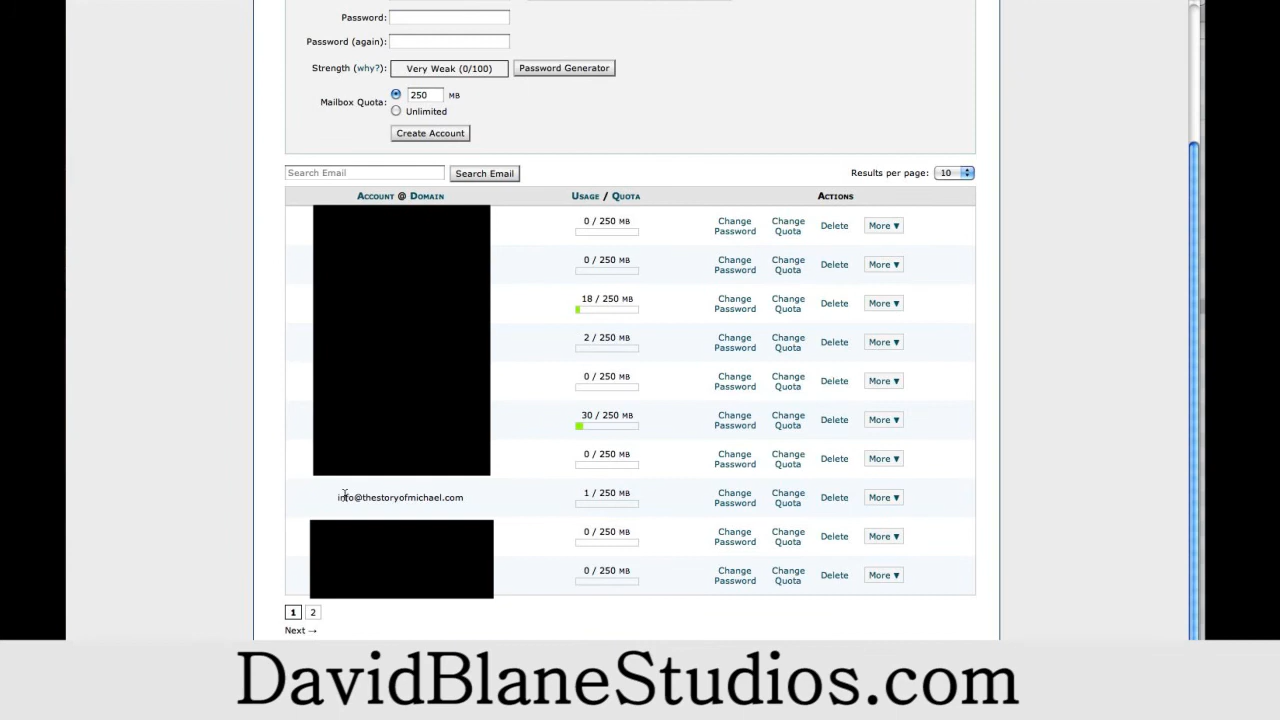 Password:
Password (again):
Strength (why?): Very Weak (0/100) Password Generator
Mailbox Quota: 250 MB
Unlimited
Create Account
Search Email Search Email Results per page: 10
Account @ Domain Usage / Quota Actions
0 / 250 MB Change Password Change Quota Delete More ▼
0 / 250 MB Change Password Change Quota Delete More ▼
18 / 250 MB Change Password Change Quota Delete More ▼
2 / 250 MB Change Password Change Quota Delete More ▼
0 / 250 MB Change Password Change Quota Delete More ▼
30 / 250 MB Change Password Change Quota Delete More ▼
0 / 250 MB Change Password Change Quota Delete More ▼
info@thestoryofmichael.com 1 / 250 MB Change Password Change Quota Delete More ▼
0 / 250 MB Change Password Change Quota Delete More ▼
0 / 250 MB Change Password Change Quota Delete More ▼
1 2
Next →
DavidBlaneStudios.com